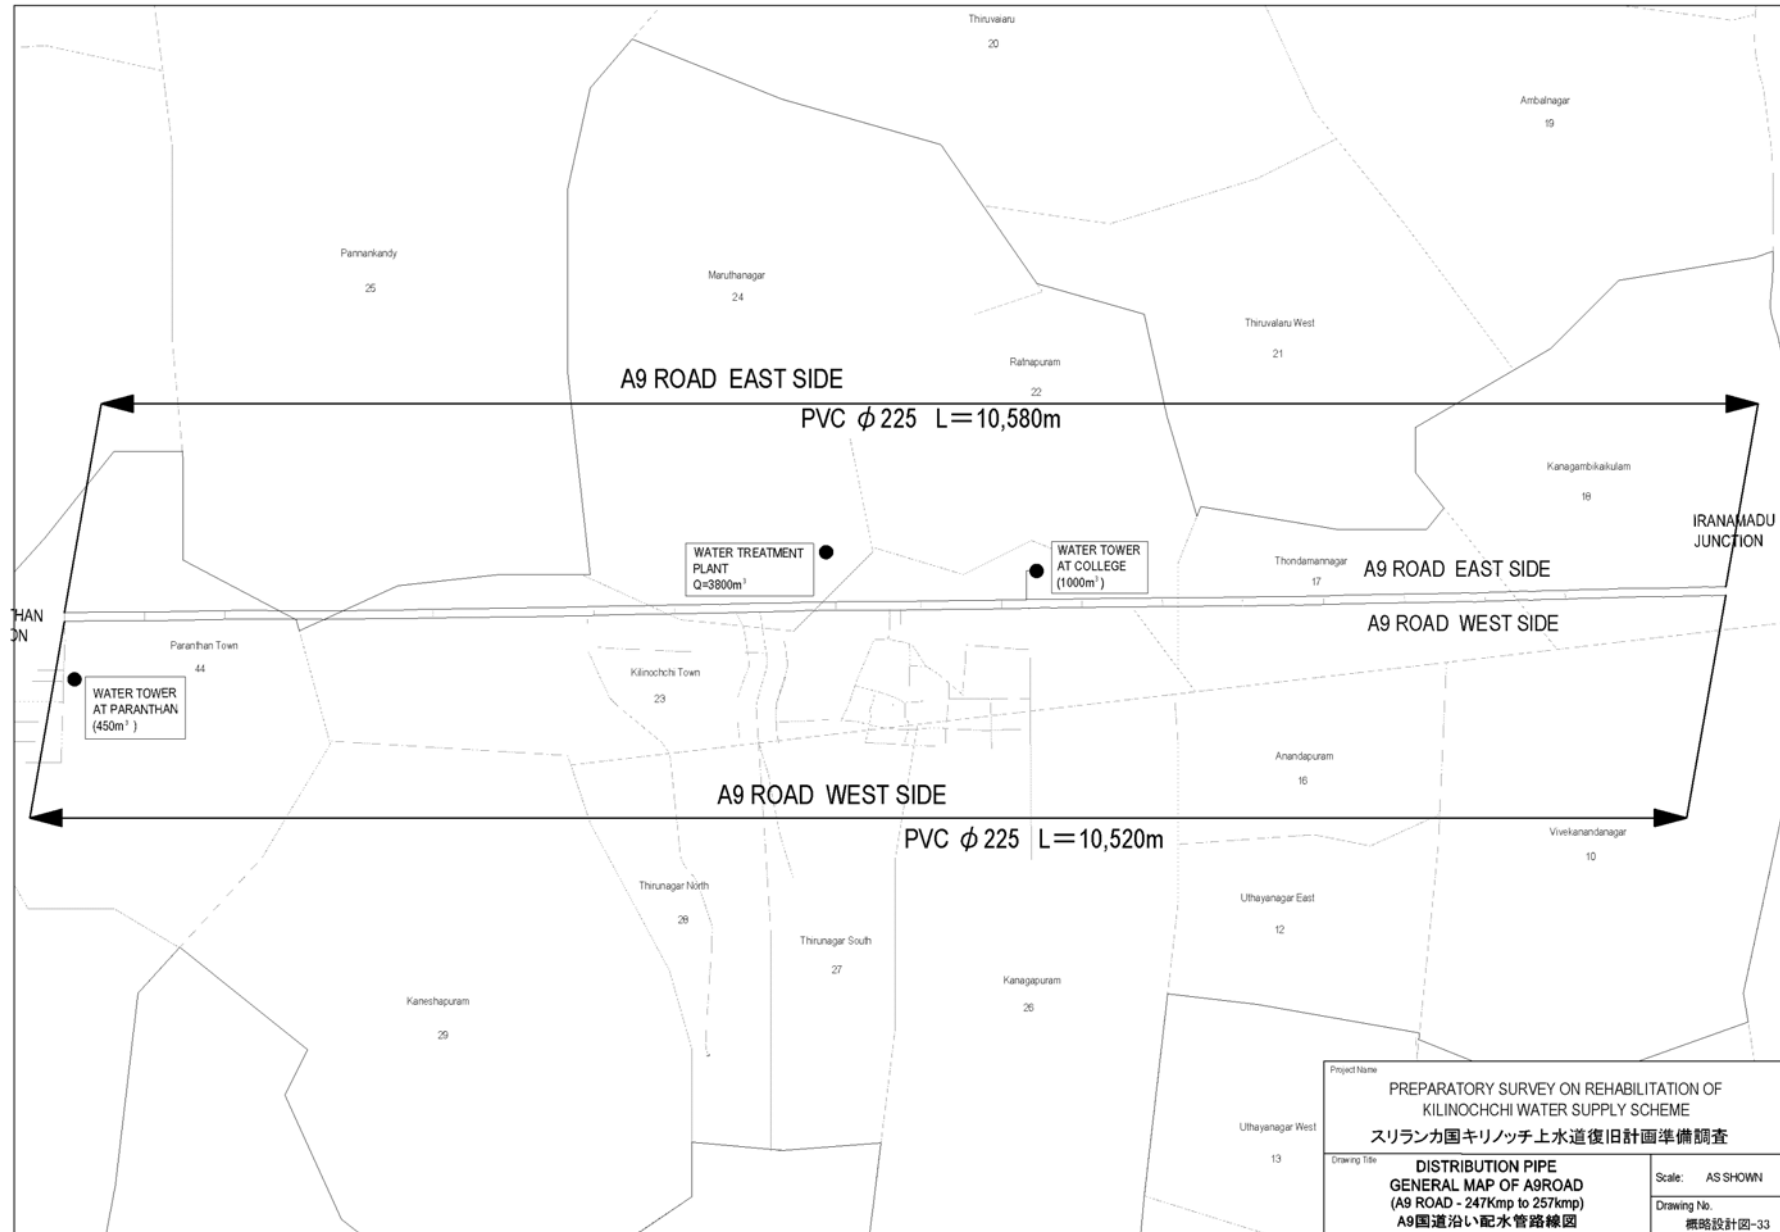 Thiruvaiaru
20
Ambalnagar
19
Pannankandy
25
Maruthanagar
24
Thiruvalaru West
21
Ratnapuram
22
A9 ROAD EAST SIDE
PVC φ225 L=10,580m
Kanagambikaikulam
18
IRANAMADU
JUNCTION
WATER TREATMENT
PLANT
Q=3800m³
WATER TOWER
AT COLLEGE
(1000m³)
Thondamannagar
17
A9 ROAD EAST SIDE
A9 ROAD WEST SIDE
Paranthan Town
44
WATER TOWER
AT PARANTHAN
(450m³)
Kilinochchi Town
23
Anandapuram
16
A9 ROAD WEST SIDE
PVC φ225 L=10,520m
Vivekanandanagar
10
Thirunagar North
28
Uthayanagar East
12
Thirunagar South
27
Kanagapuram
26
Kaneshapuram
29
Uthayanagar West
13
Project Name
PREPARATORY SURVEY ON REHABILITATION OF
KILINOCHCHI WATER SUPPLY SCHEME
スリランカ国キリノッチ上水道復旧計画準備調査
Drawing Title
DISTRIBUTION PIPE
GENERAL MAP OF A9ROAD
(A9 ROAD - 247Kmp to 257kmp)
A9国道沿い配水管路線図
Scale: AS SHOWN
Drawing No.
概略設計図-33